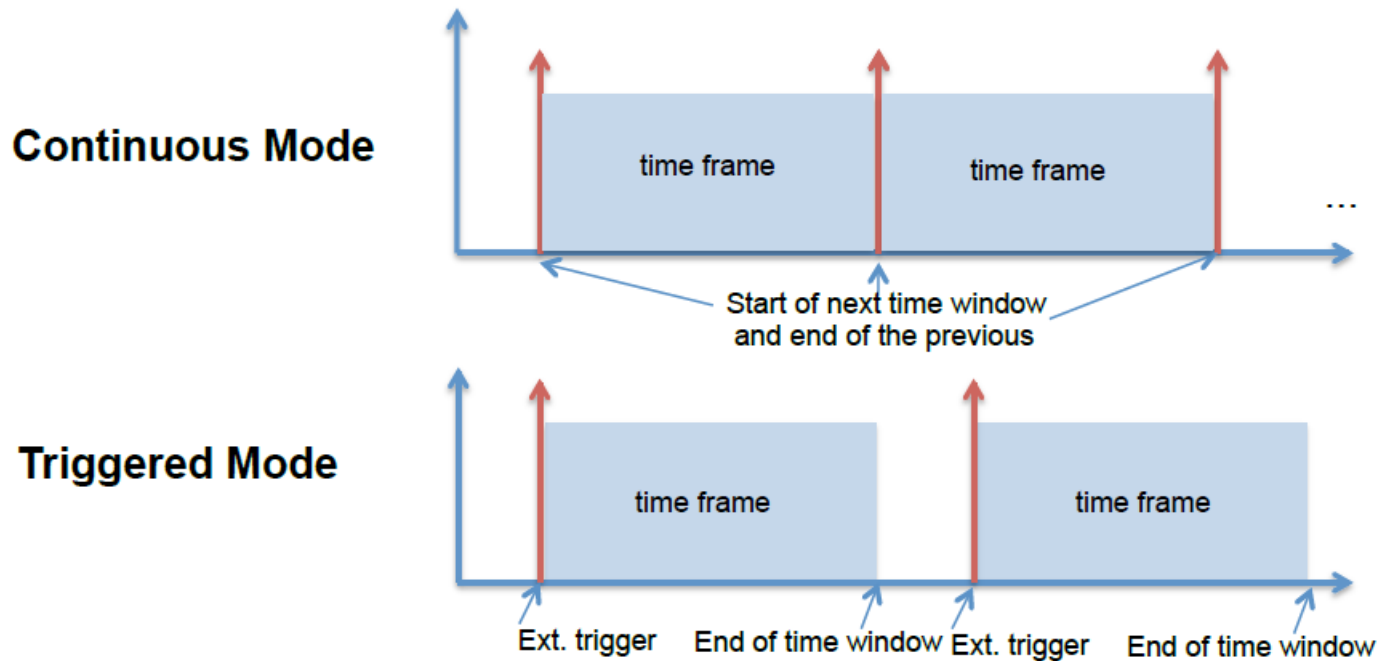 Continuous Mode
time frame
time frame
...
Start of next time window
and end of the previous
Triggered Mode
time frame
time frame
Ext. trigger
End of time window
Ext. trigger
End of time window